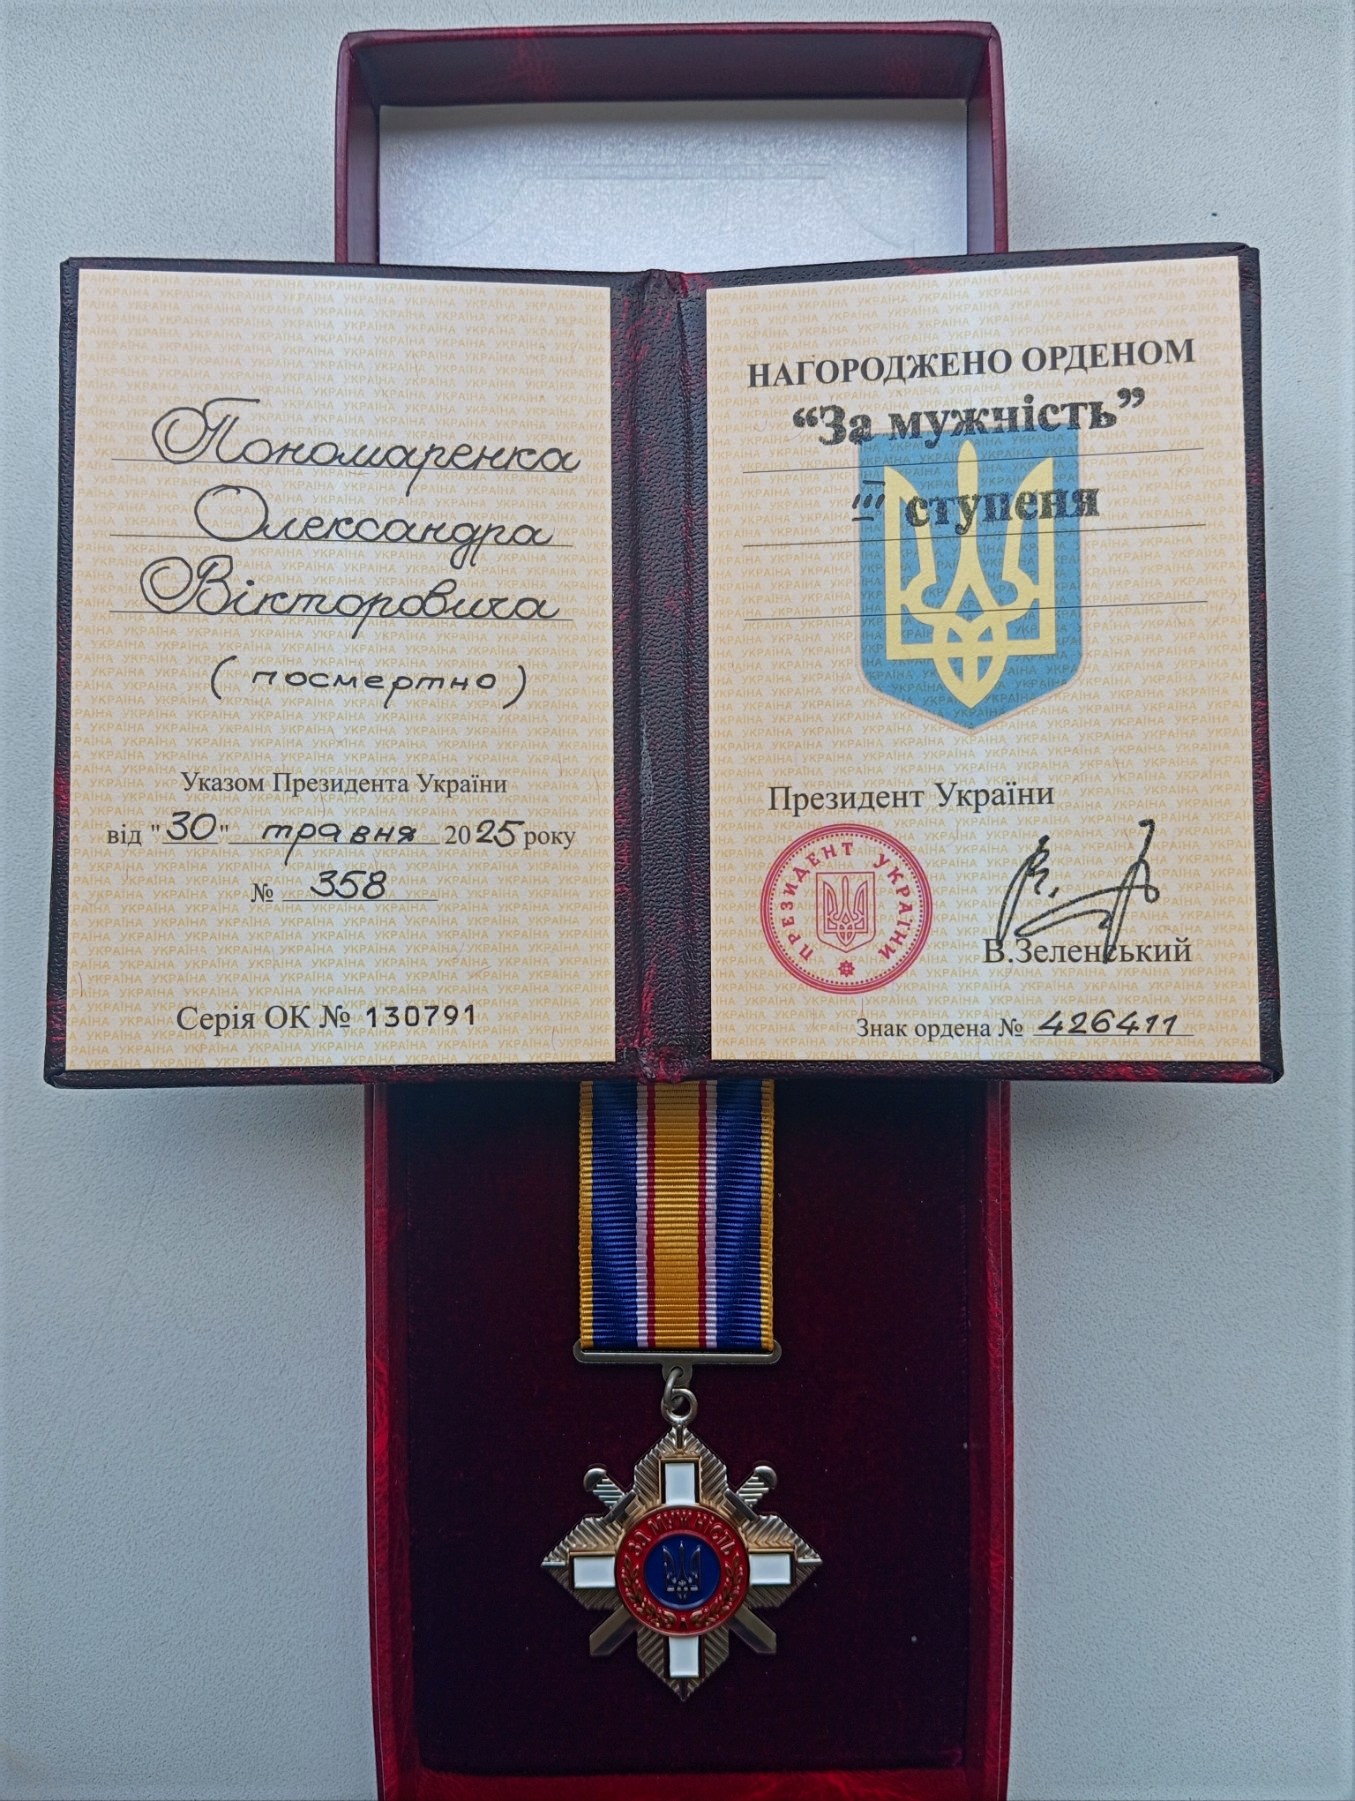 Пономаренка
Олександра
Вікторовича
(посмертно)
Указом Президента України
від "30" травня 2025 року
№ 358
Серія ОК № 130791
НАГОРОДЖЕНО ОРДЕНОМ
“За мужність”
III ступеня
Президент України
ПРЕЗИДЕНТ УКРАЇНИ
В.Зеленський
Знак ордена № 426411
ЗА МУЖНІСТЬ